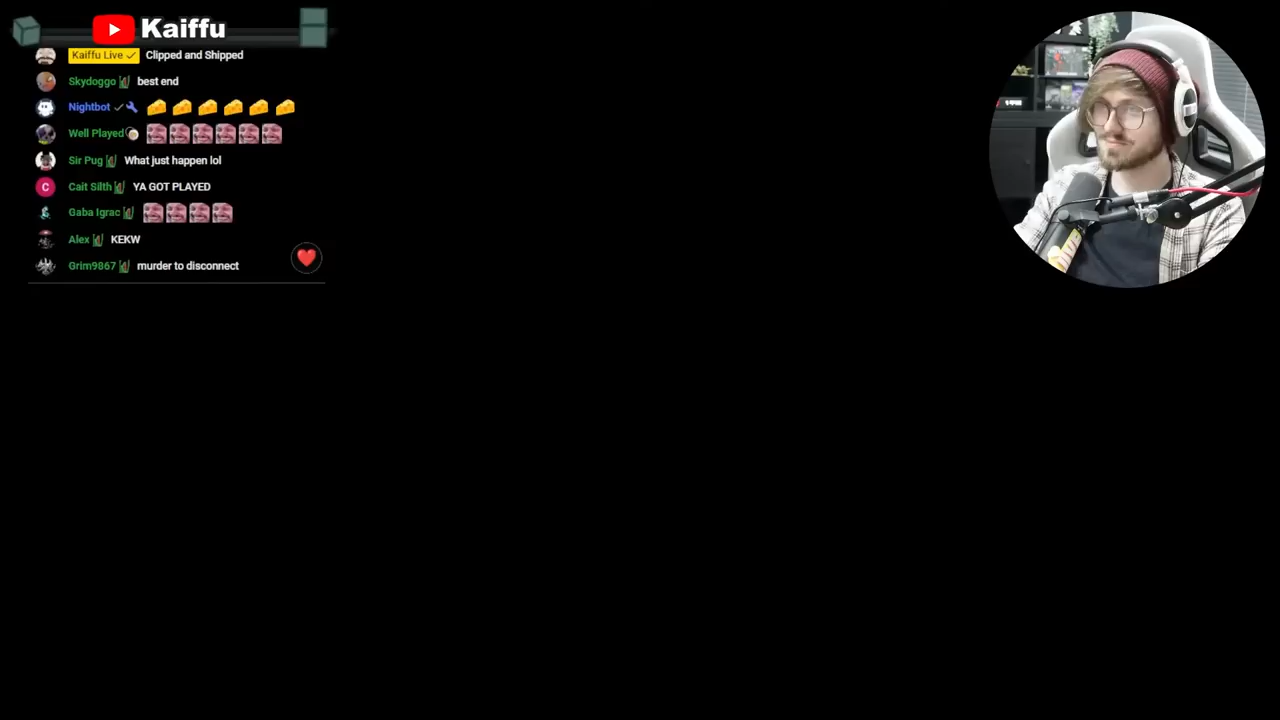 Kaiffu
Kaiffu Live Clipped and Shipped
Skydoggo best end
Nightbot
Well Played
Sir Pug What just happen lol
C Cait Silth YA GOT PLAYED
Gaba Igrac
Alex KEKW
Grim9867 murder to disconnect